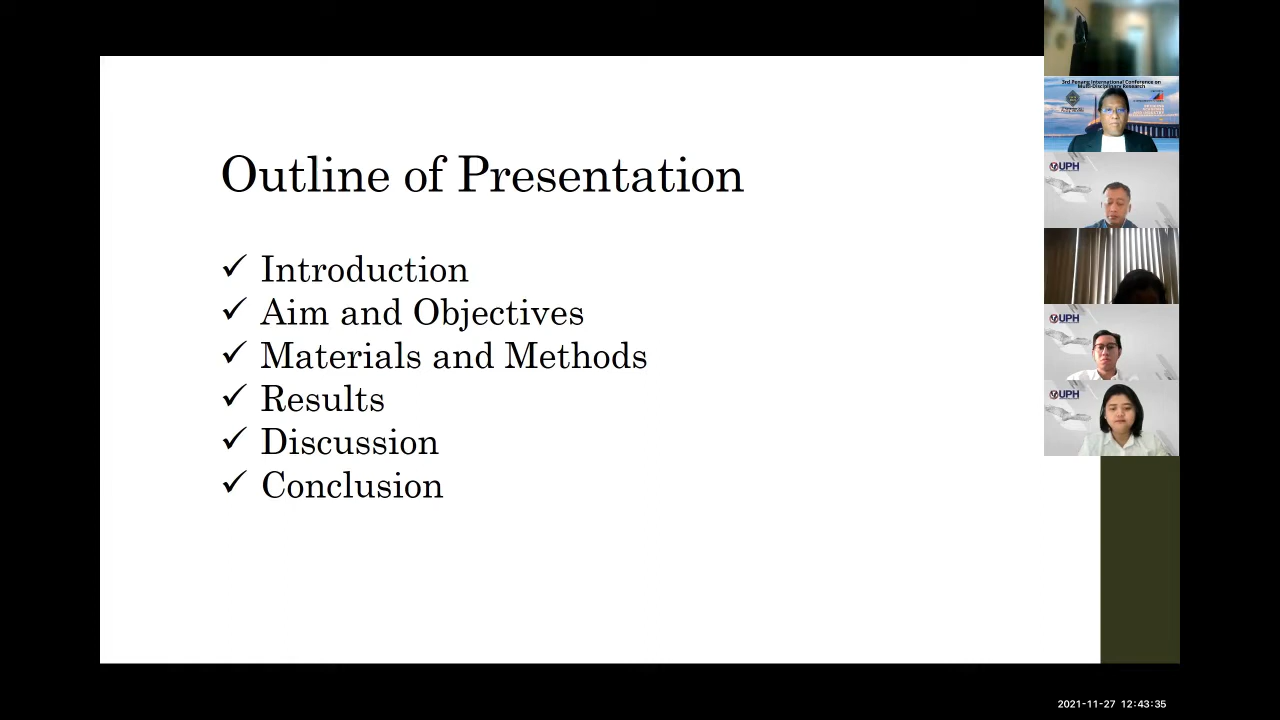 Outline of Presentation
✓ Introduction
✓ Aim and Objectives
✓ Materials and Methods
✓ Results
✓ Discussion
✓ Conclusion
3rd Penang International Conference on
Multi-Disciplinary Research
UPH
UPH
UPH
2021-11-27 12:43:35